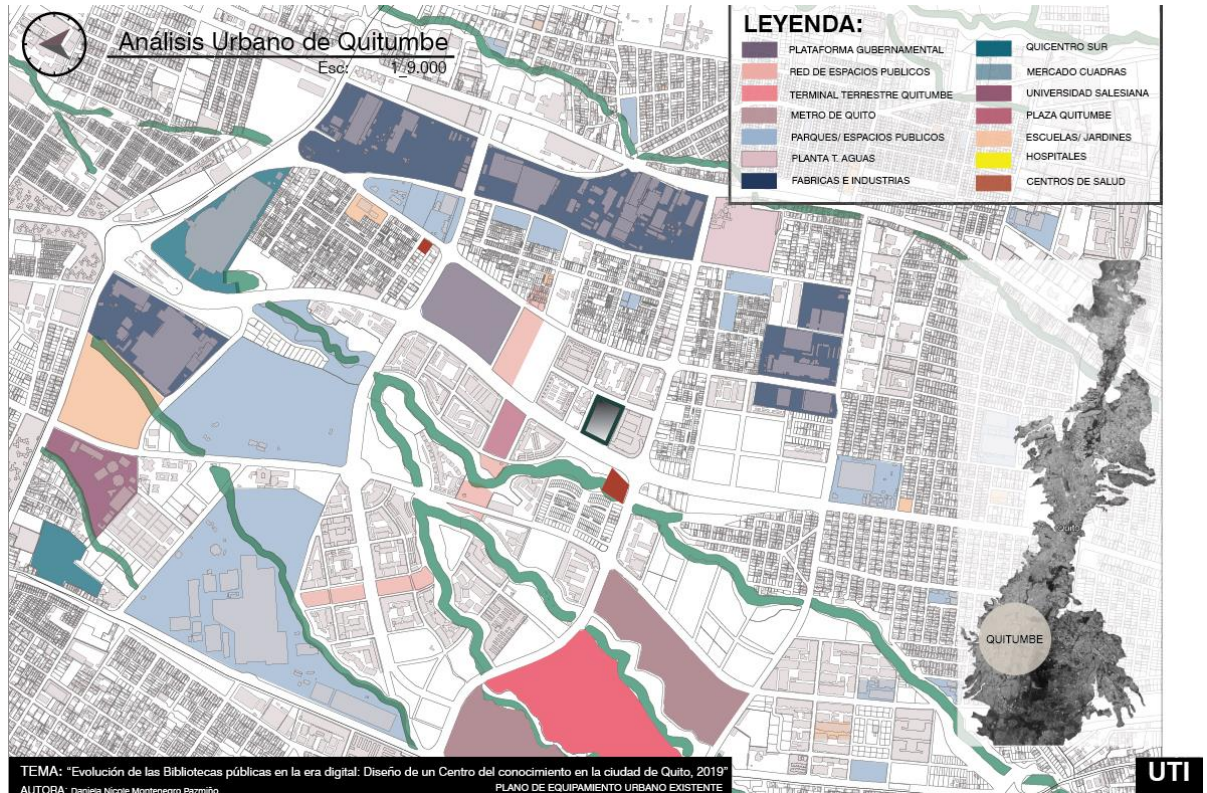 Análisis Urbano de Quitumbe
Esc: 1_9.000
LEYENDA:
PLATAFORMA GUBERNAMENTAL
RED DE ESPACIOS PUBLICOS
TERMINAL TERRESTRE QUITUMBE
METRO DE QUITO
PARQUES/ ESPACIOS PUBLICOS
PLANTA T. AGUAS
FABRICAS E INDUSTRIAS
QUICENTRO SUR
MERCADO CUADRAS
UNIVERSIDAD SALESIANA
PLAZA QUITUMBE
ESCUELAS/ JARDINES
HOSPITALES
CENTROS DE SALUD
Quito
QUITUMBE
TEMA: "Evolución de las Bibliotecas públicas en la era digital: Diseño de un Centro del conocimiento en la ciudad de Quito, 2019"
AUTORA: Daniela Nicole Montenegro Pazmiño
PLANO DE EQUIPAMIENTO URBANO EXISTENTE
UTI